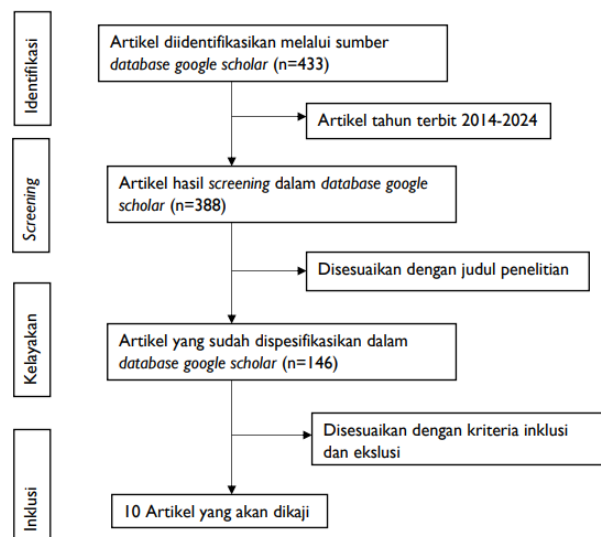 Identifikasi
Artikel diidentifikasikan melalui sumber
database google scholar (n=433)
Artikel tahun terbit 2014-2024
Screening
Artikel hasil screening dalam database google
scholar (n=388)
Disesuaikan dengan judul penelitian
Kelayakan
Artikel yang sudah dispesifikasikan dalam
database google scholar (n=146)
Disesuaikan dengan kriteria inklusi
dan ekslusi
Inklusi
10 Artikel yang akan dikaji